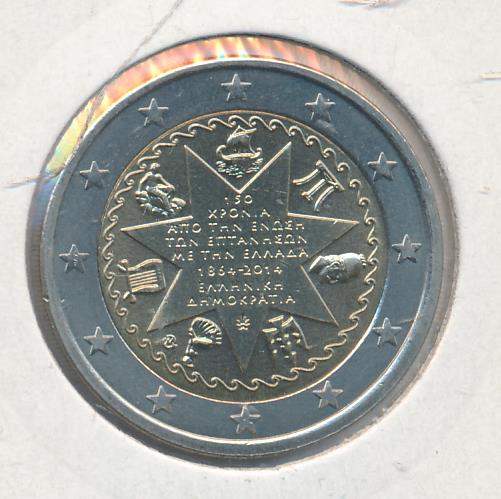 150
ΧΡΟΝΙΑ
ΑΠΟ ΤΗΝ ΕΝΩΣΗ
ΤΩΝ ΕΠΤΑΝΗΣΩΝ
ΜΕ ΤΗΝ ΕΛΛΑΔΑ
1864-2014
ΕΛΛΗΝΙΚΗ
ΔΗΜΟΚΡΑΤΙΑ